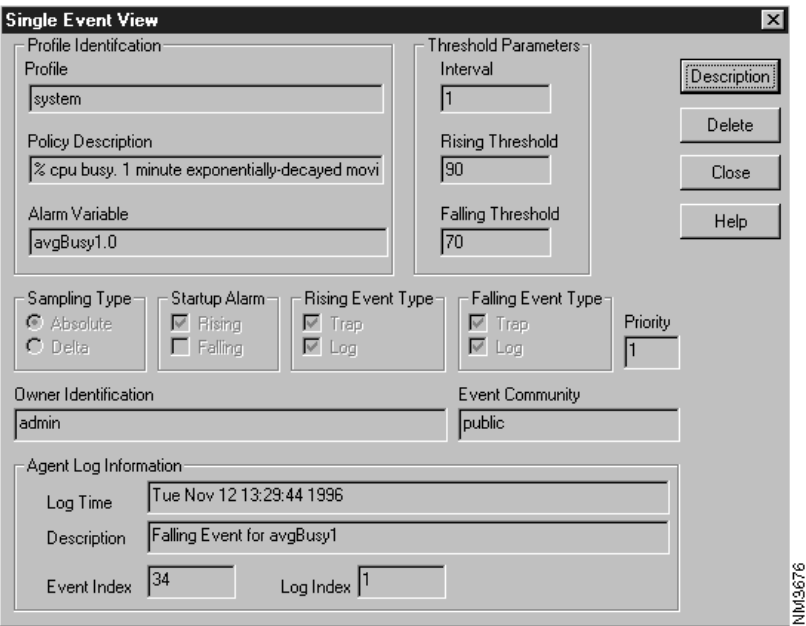 Single Event View
Profile Identifcation
Profile
system
Policy Description
% cpu busy. 1 minute exponentially-decayed movi
Alarm Variable
avgBusy1.0
Threshold Parameters
Interval
1
Rising Threshold
90
Falling Threshold
70
Description
Delete
Close
Help
Sampling Type
Absolute
Delta
Startup Alarm
Rising
Falling
Rising Event Type
Trap
Log
Falling Event Type
Trap
Log
Priority
1
Owner Identification
admin
Event Community
public
Agent Log Information
Log Time
Tue Nov 12 13:29:44 1996
Description
Falling Event for avgBusy1
Event Index
34
Log Index
1
NM3676